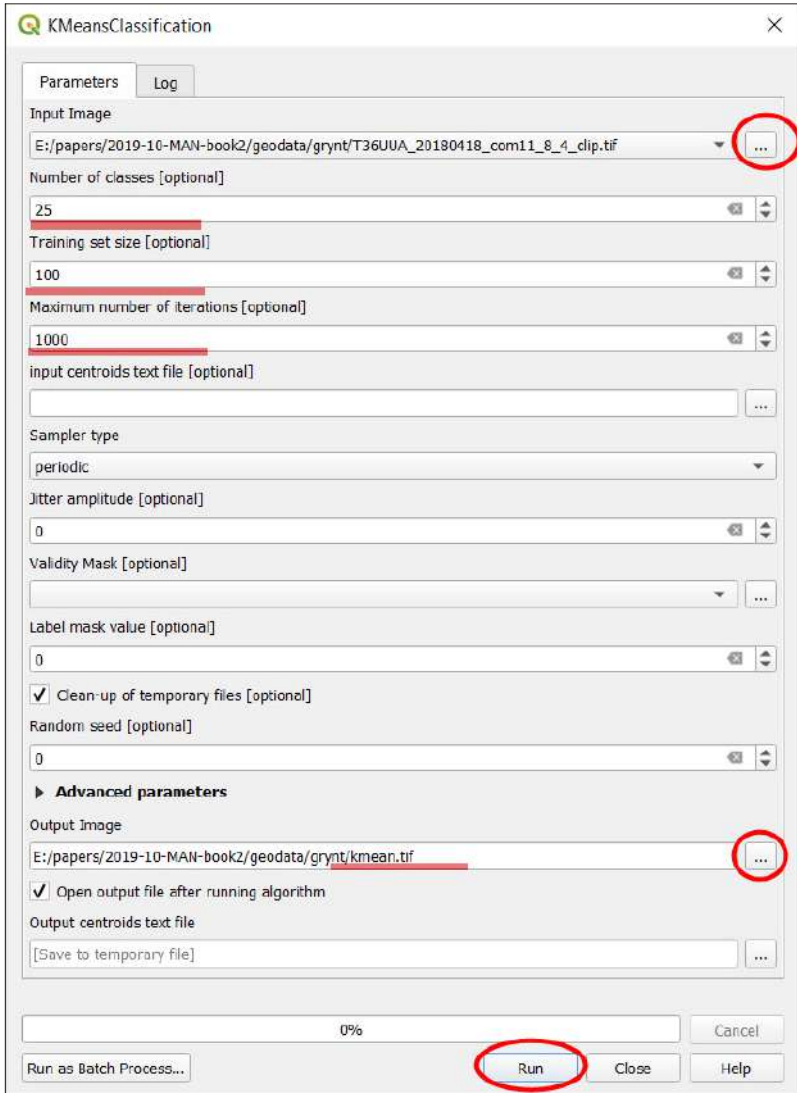 KMeansClassification
Parameters Log
Input Image
E:/papers/2019-10-MAN-book2/geodata/grynt/T36UUA_20180418_com11_8_4_clip.tif ...
Number of classes [optional]
25
Training set size [optional]
100
Maximum number of iterations [optional]
1000
input centroids text file [optional]
...
Sampler type
periodic
Jitter amplitude [optional]
0
Validity Mask [optional]
...
Label mask value [optional]
0
Clean-up of temporary files [optional]
Random seed [optional]
0
Advanced parameters
Output Image
E:/papers/2019-10-MAN-book2/geodata/grynt/kmean.tif ...
Open output file after running algorithm
Output centroids text file
[Save to temporary file] ...
0% Cancel
Run as Batch Process... Run Close Help